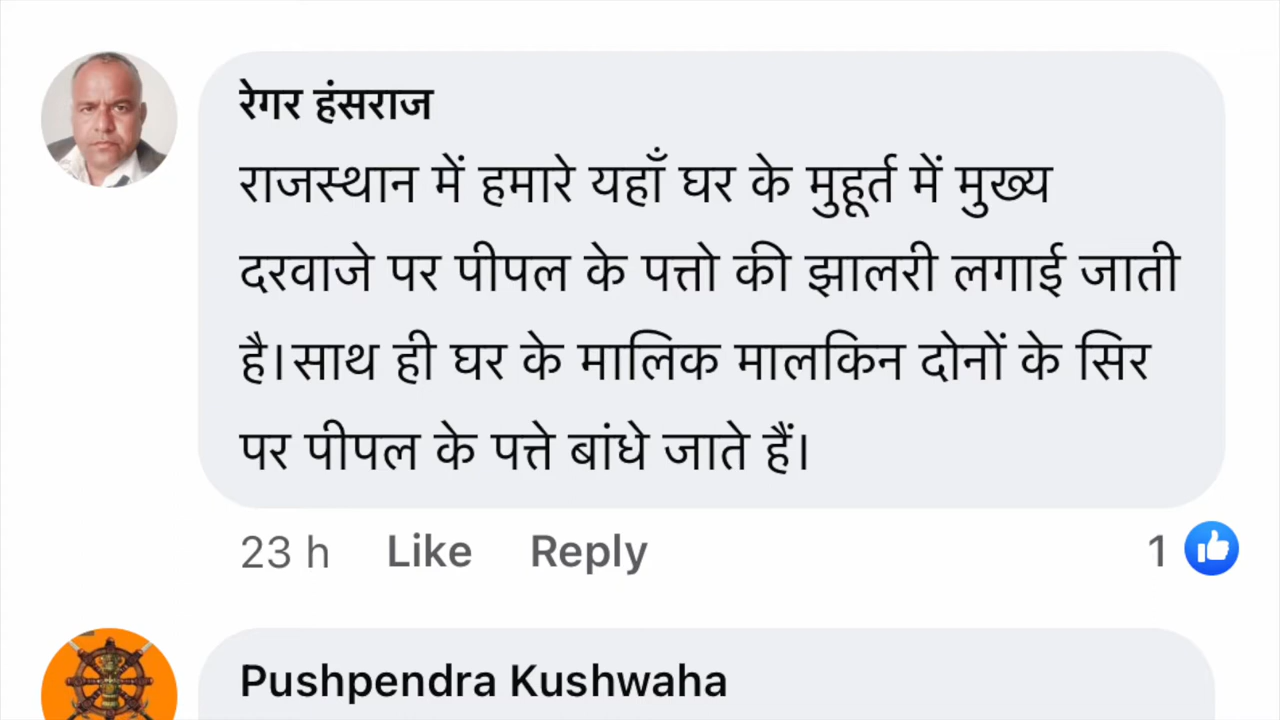 रेगर हंसराज
राजस्थान में हमारे यहाँ घर के मुहूर्त में मुख्य
दरवाजे पर पीपल के पत्तो की झालरी लगाई जाती
है।साथ ही घर के मालिक मालकिन दोनों के सिर
पर पीपल के पत्ते बांधे जाते हैं।
23 h Like Reply 1
Pushpendra Kushwaha